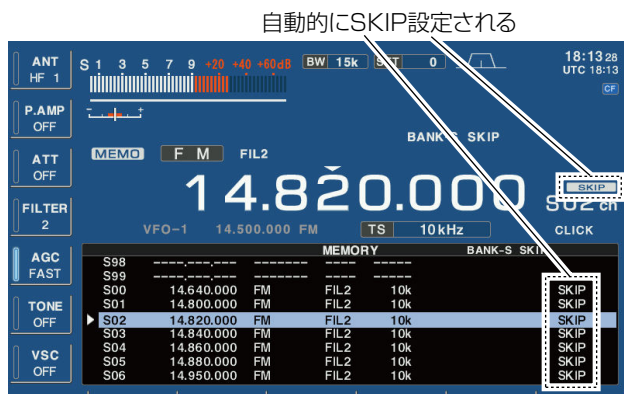 自動的にSKIP設定される
ANT
HF 1
S 1 3 5 7 9 +20 +40 +60dB
BW 15k
0
18:13 28
UTC 18:13
CF
P.AMP
OFF
BANK-S SKIP
MEMO
FM
FIL2
ATT
OFF
14.820.000
SKIP
S02 ch
FILTER
2
VFO-1 14.500.000 FM
TS 10kHz
CLICK
MEMORY BANK-S SKIP
AGC
FAST
S98 ----.---.--- ------- ---- -----
S99 ----.---.--- ------- ---- -----
S00 14.640.000 FM FIL2 10k SKIP
S01 14.800.000 FM FIL2 10k SKIP
S02 14.820.000 FM FIL2 10k SKIP
S03 14.840.000 FM FIL2 10k SKIP
S04 14.860.000 FM FIL2 10k SKIP
S05 14.880.000 FM FIL2 10k SKIP
S06 14.950.000 FM FIL2 10k SKIP
TONE
OFF
VSC
OFF